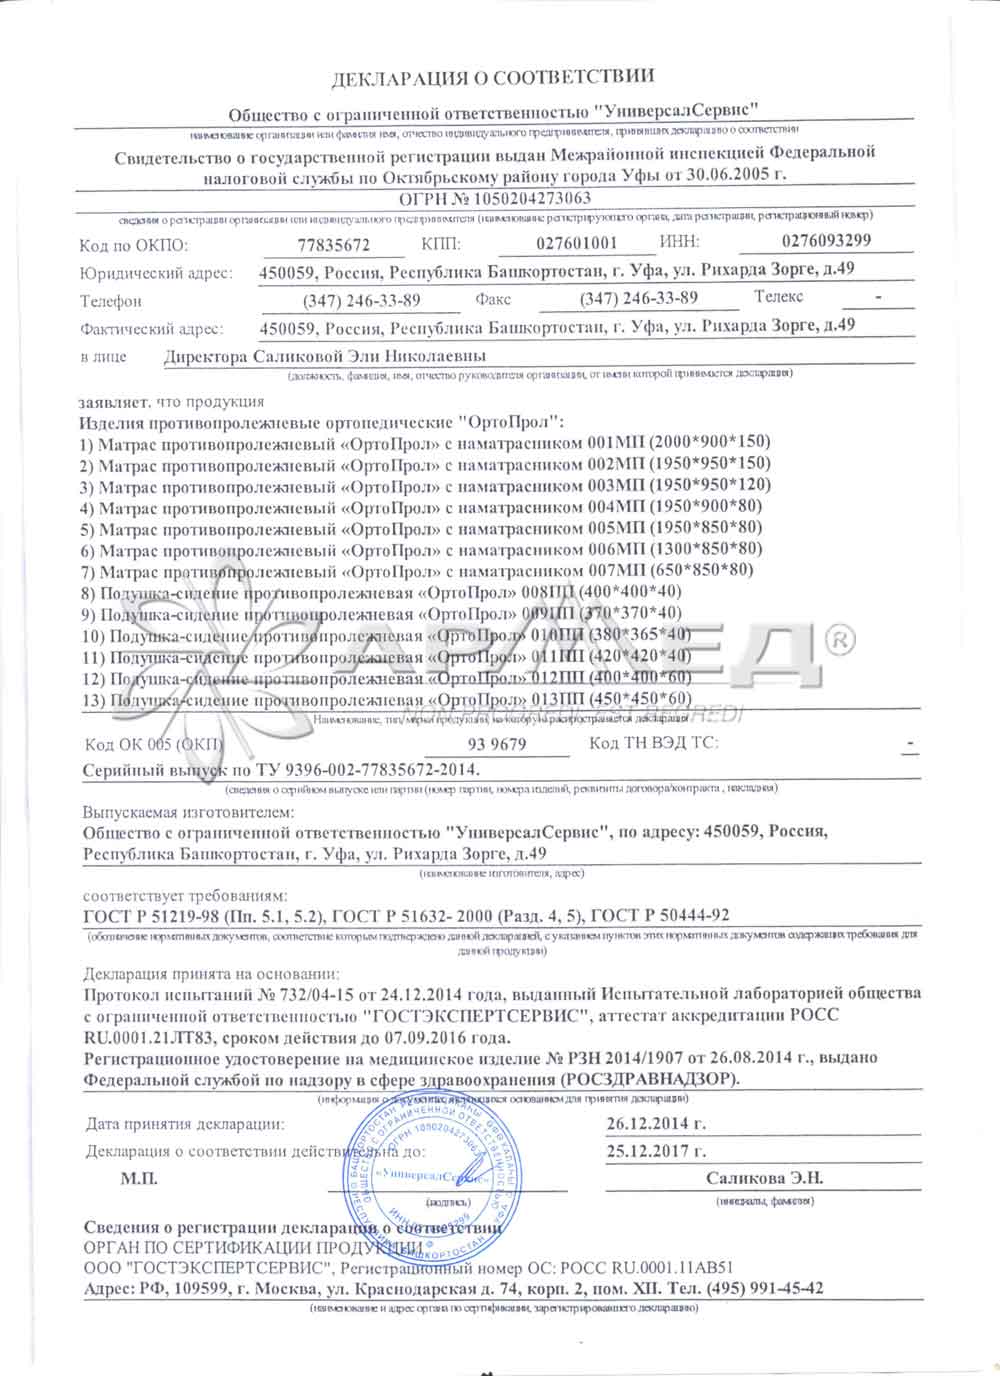 ДЕКЛАРАЦИЯ О СООТВЕТСТВИИ
Общество с ограниченной ответственностью "УниверсалСервис"
наименование организации или фамилия имя, отчество индивидуального предпринимателя, принявших декларацию о соответствии
Свидетельство о государственной регистрации выдан Межрайонной инспекцией Федеральной
налоговой службы по Октябрьскому району города Уфы от 30.06.2005 г.
ОГРН № 1050204273063
сведения о регистрации организации или индивидуального предпринимателя (наименование регистрирующего органа, дата регистрации, регистрационный номер)
Код по ОКПО: 77835672 КПП: 027601001 ИНН: 0276093299
Юридический адрес: 450059, Россия, Республика Башкортостан, г. Уфа, ул. Рихарда Зорге, д.49
Телефон (347) 246-33-89 Факс (347) 246-33-89 Телекс -
Фактический адрес: 450059, Россия, Республика Башкортостан, г. Уфа, ул. Рихарда Зорге, д.49
в лице Директора Саликовой Эли Николаевны
(должность, фамилия, имя, отчество руководителя организации, от имени которой принимается декларация)
заявляет. что продукция
Изделия противопролежневые ортопедические "ОртоПрол":
1) Матрас противопролежневый «ОртоПрол» с наматрасником 001МП (2000*900*150)
2) Матрас противопролежневый «ОртоПрол» с наматрасником 002МП (1950*950*150)
3) Матрас противопролежневый «ОртоПрол» с наматрасником 003МП (1950*950*120)
4) Матрас противопролежневый «ОртоПрол» с наматрасником 004МП (1950*900*80)
5) Матрас противопролежневый «ОртоПрол» с наматрасником 005МП (1950*850*80)
6) Матрас противопролежневый «ОртоПрол» с наматрасником 006МП (1300*850*80)
7) Матрас противопролежневый «ОртоПрол» с наматрасником 007МП (650*850*80)
8) Подушка-сидение противопролежневая «ОртоПрол» 008ПП (400*400*40)
9) Подушка-сидение противопролежневая «ОртоПрол» 009ПП (370*370*40)
10) Подушка-сидение противопролежневая «ОртоПрол» 010ПП (380*365*40)
11) Подушка-сидение противопролежневая «ОртоПрол» 011ПП (420*420*40)
12) Подушка-сидение противопролежневая «ОртоПрол» 012ПП (400*400*60)
13) Подушка-сидение противопролежневая «ОртоПрол» 013ПП (450*450*60)
АРМЕД®
Наименование, тип/марка продукции, на которую распространяется декларация
Код ОК 005 (ОКП) 93 9679 Код ТН ВЭД ТС: -
Серийный выпуск по ТУ 9396-002-77835672-2014.
(сведения о серийном выпуске или партии (номер партии, номера изделий, реквизиты договора/контракта , накладная)
Выпускаемая изготовителем:
Общество с ограниченной ответственностью "УниверсалСервис", по адресу: 450059, Россия,
Республика Башкортостан, г. Уфа, ул. Рихарда Зорге, д.49
(наименование изготовителя, адрес)
соответствует требованиям:
ГОСТ Р 51219-98 (Пп. 5.1, 5.2), ГОСТ Р 51632- 2000 (Разд. 4, 5), ГОСТ Р 50444-92
(обозначение нормативных документов, соответствие которым подтверждено данной декларацией, с указанием пунктов этих нормативных документов содержащих требования для
данной продукции)
Декларация принята на основании:
Протокол испытаний № 732/04-15 от 24.12.2014 года, выданный Испытательной лабораторией общества
с ограниченной ответственностью "ГОСТЭКСПЕРТСЕРВИС", аттестат аккредитации РОСС
RU.0001.21ЛТ83, сроком действия до 07.09.2016 года.
Регистрационное удостоверение на медицинское изделие № РЗН 2014/1907 от 26.08.2014 г., выдано
Федеральной службой по надзору в сфере здравоохранения (РОСЗДРАВНАДЗОР).
(информация о документах, являющихся основанием для принятия декларации)
Дата принятия декларации: 26.12.2014 г.
Декларация о соответствии действительна до: 25.12.2017 г.
М.П. Саликова Э.Н.
(подпись) (инициалы, фамилия)
ОБЩЕСТВО С ОГРАНИЧЕННОЙ ОТВЕТСТВЕННОСТЬЮ
ОГРН 1050204273063
«УниверсалСервис»
ИНН 0276093299
Сведения о регистрации декларации о соответствии
ОРГАН ПО СЕРТИФИКАЦИИ ПРОДУКЦИИ
ООО "ГОСТЭКСПЕРТСЕРВИС", Регистрационный номер ОС: РОСС RU.0001.11АВ51
Адрес: РФ, 109599, г. Москва, ул. Краснодарская д. 74, корп. 2, пом. XII. Тел. (495) 991-45-42
(наименование и адрес органа по сертификации, зарегистрировавшего декларацию)